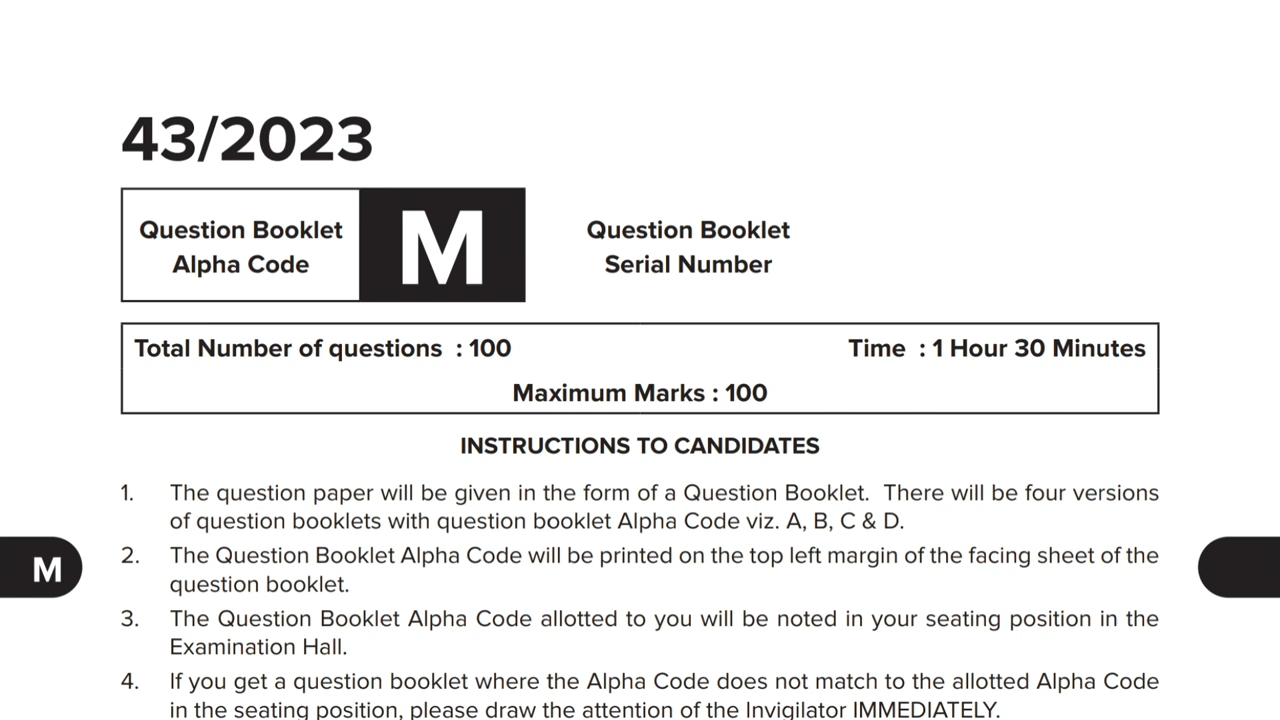 43/2023
Question Booklet
Alpha Code
M
Question Booklet
Serial Number
Total Number of questions : 100
Time : 1 Hour 30 Minutes
Maximum Marks : 100
INSTRUCTIONS TO CANDIDATES
1. The question paper will be given in the form of a Question Booklet. There will be four versions
of question booklets with question booklet Alpha Code viz. A, B, C & D.
M
2. The Question Booklet Alpha Code will be printed on the top left margin of the facing sheet of the
question booklet.
3. The Question Booklet Alpha Code allotted to you will be noted in your seating position in the
Examination Hall.
4. If you get a question booklet where the Alpha Code does not match to the allotted Alpha Code
in the seating position, please draw the attention of the Invigilator IMMEDIATELY.